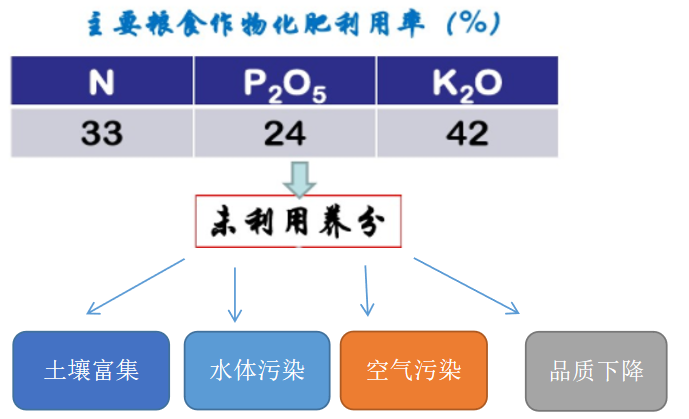 主要粮食作物化肥利用率（%）
N P₂O₅ K₂O
33 24 42
未利用养分
土壤富集 水体污染 空气污染 品质下降